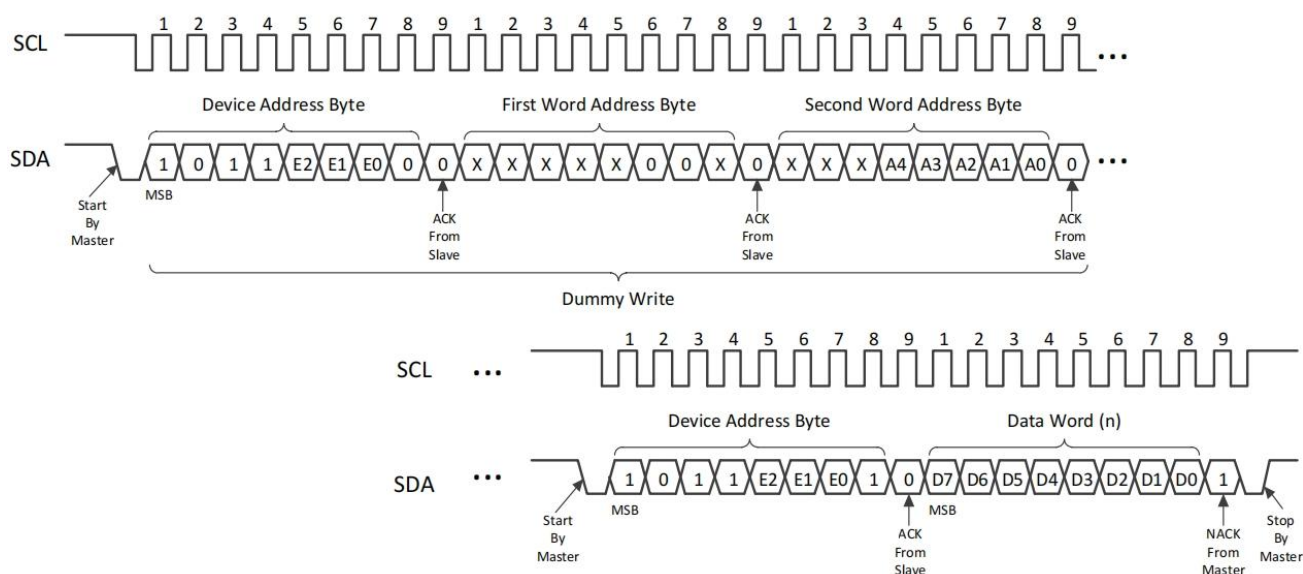 1 2 3 4 5 6 7 8 9 1 2 3 4 5 6 7 8 9 1 2 3 4 5 6 7 8 9
SCL ...
Device Address Byte First Word Address Byte Second Word Address Byte
SDA 1 0 1 1 E2 E1 E0 0 0 X X X X X 0 0 X 0 X X X A4 A3 A2 A1 A0 0 ...
MSB
Start By Master
ACK From Slave
ACK From Slave
ACK From Slave
Dummy Write
1 2 3 4 5 6 7 8 9 1 2 3 4 5 6 7 8 9
SCL ...
Device Address Byte Data Word (n)
SDA ... 1 0 1 1 E2 E1 E0 1 0 D7 D6 D5 D4 D3 D2 D1 D0 1
MSB MSB
Start By Master
ACK From Slave
NACK From Master
Stop By Master